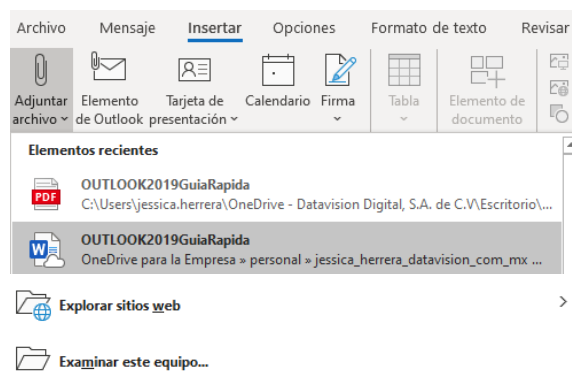 Archivo Mensaje Insertar Opciones Formato de texto Revisar
Adjuntar archivo
Elemento de Outlook
Tarjeta de presentación
Calendario
Firma
Tabla
Elemento de documento
Elementos recientes
PDF
OUTLOOK2019GuiaRapida
C:\Users\jessica.herrera\OneDrive - Datavision Digital, S.A. de C.V\Escritorio\...
W
OUTLOOK2019GuiaRapida
OneDrive para la Empresa » personal » jessica_herrera_datavision_com_mx ...
Explorar sitios web
Examinar este equipo...